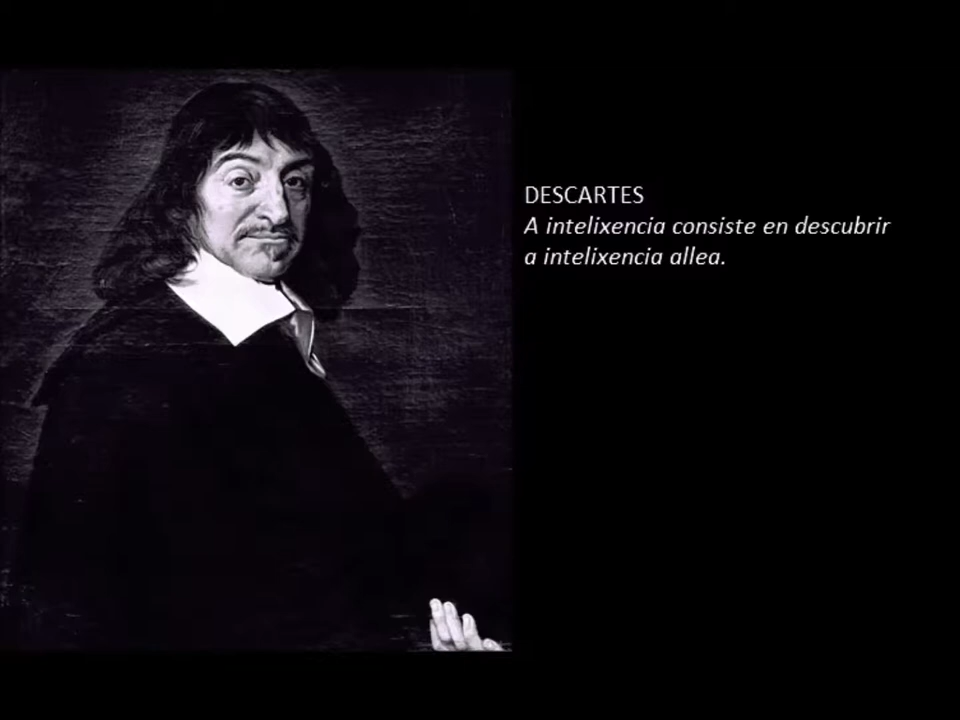 DESCARTES
A intelixencia consiste en descubrir
a intelixencia allea.